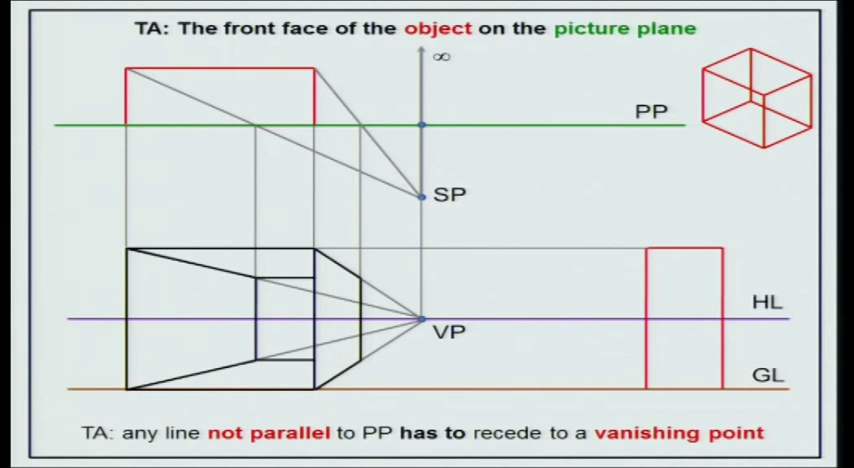 TA: The front face of the object on the picture plane
∞
PP
SP
HL
VP
GL
TA: any line not parallel to PP has to recede to a vanishing point